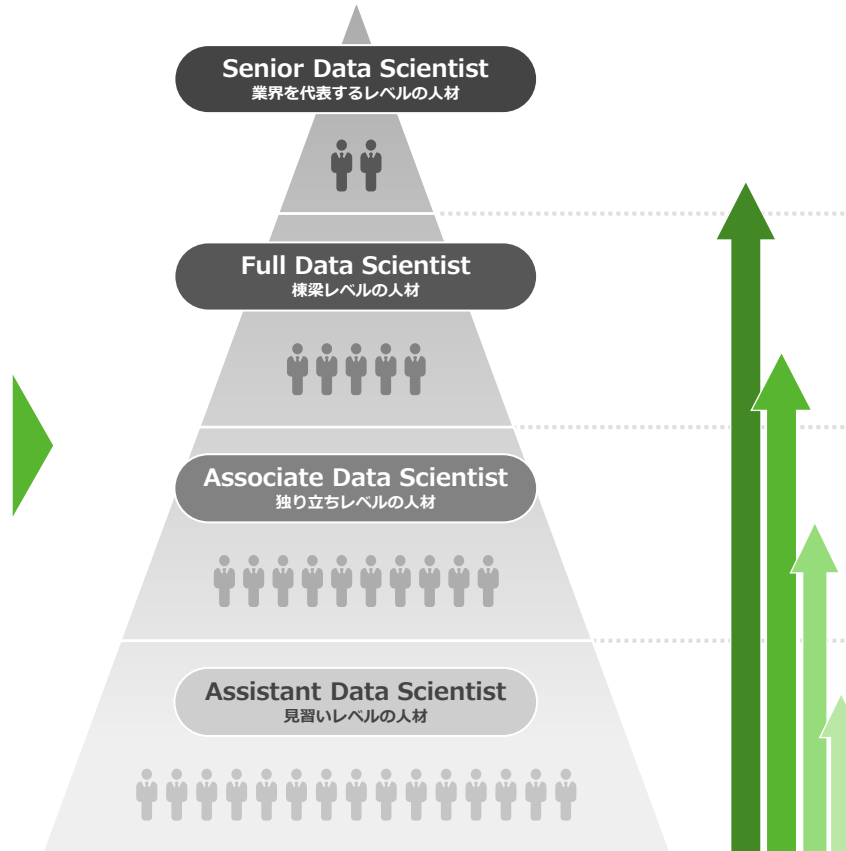 Senior Data Scientist
業界を代表するレベルの人材
Full Data Scientist
棟梁レベルの人材
Associate Data Scientist
独り立ちレベルの人材
Assistant Data Scientist
見習いレベルの人材